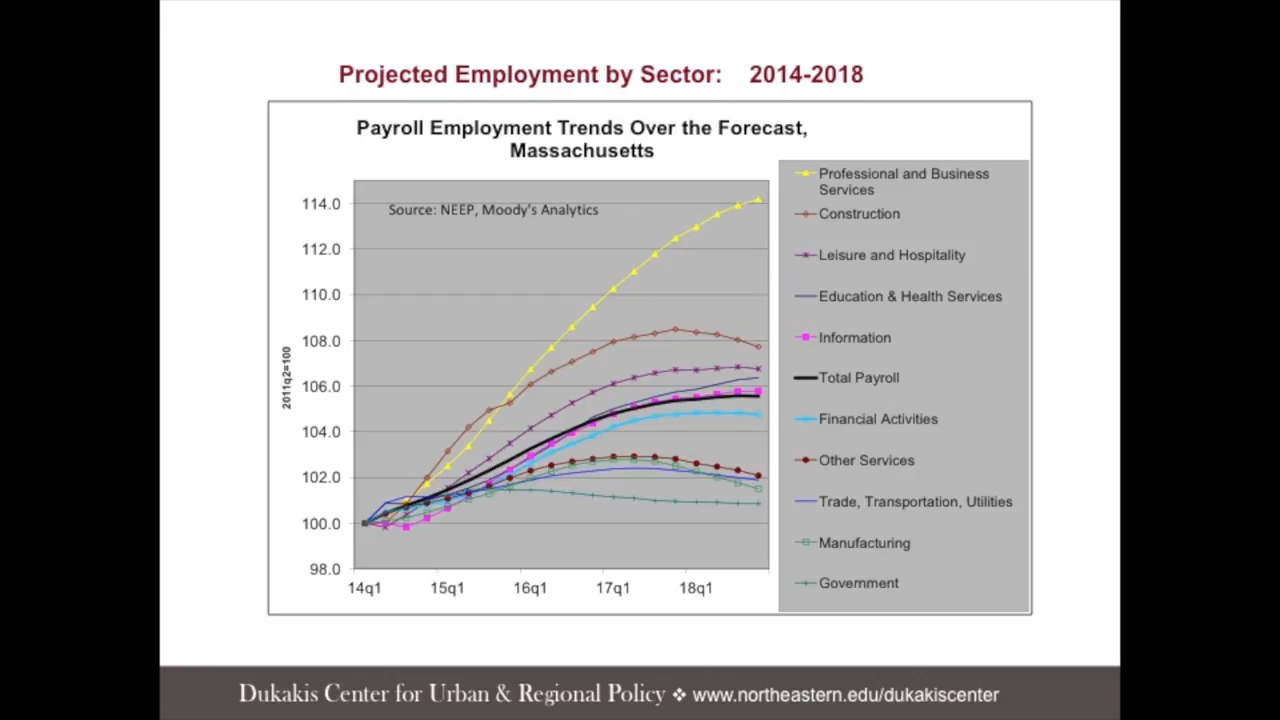 Projected Employment by Sector: 2014-2018
Payroll Employment Trends Over the Forecast,
Massachusetts
Source: NEEP, Moody's Analytics
2011q2=100
114.0
112.0
110.0
108.0
106.0
104.0
102.0
100.0
98.0
14q1 15q1 16q1 17q1 18q1
Professional and Business
Services
Construction
Leisure and Hospitality
Education & Health Services
Information
Total Payroll
Financial Activities
Other Services
Trade, Transportation, Utilities
Manufacturing
Government
Dukakis Center for Urban & Regional Policy ❖ www.northeastern.edu/dukakiscenter